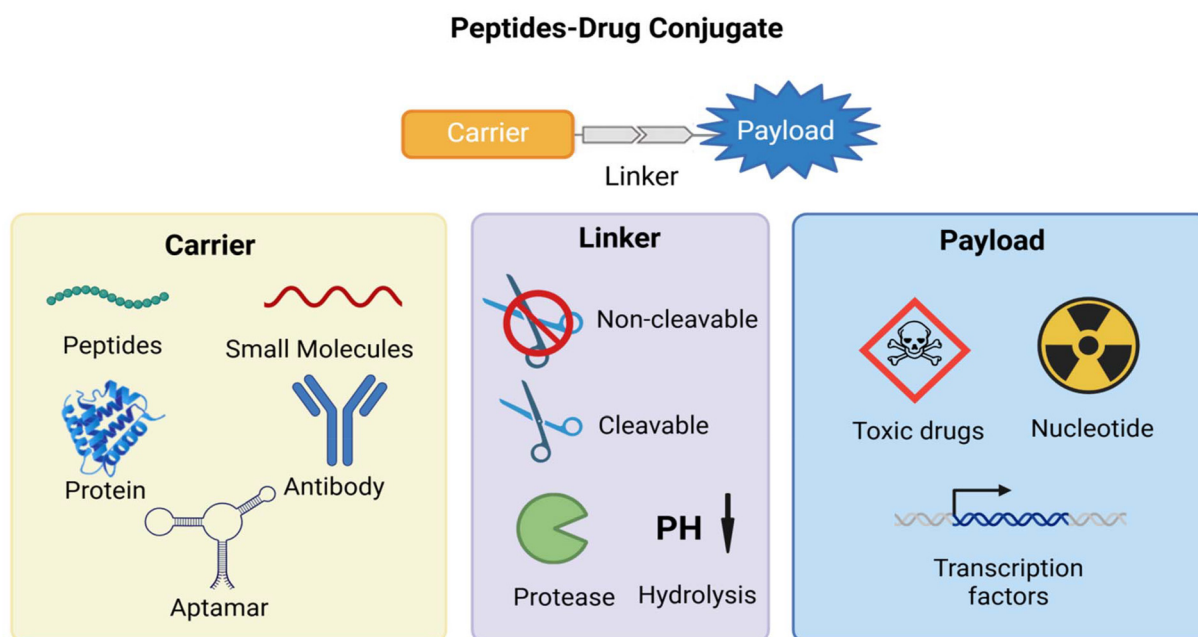 Peptides-Drug Conjugate
Carrier
Linker
Payload
Carrier
Peptides
Small Molecules
Protein
Antibody
Aptamar
Linker
Non-cleavable
Cleavable
Protease
PH
Hydrolysis
Payload
Toxic drugs
Nucleotide
Transcription
factors